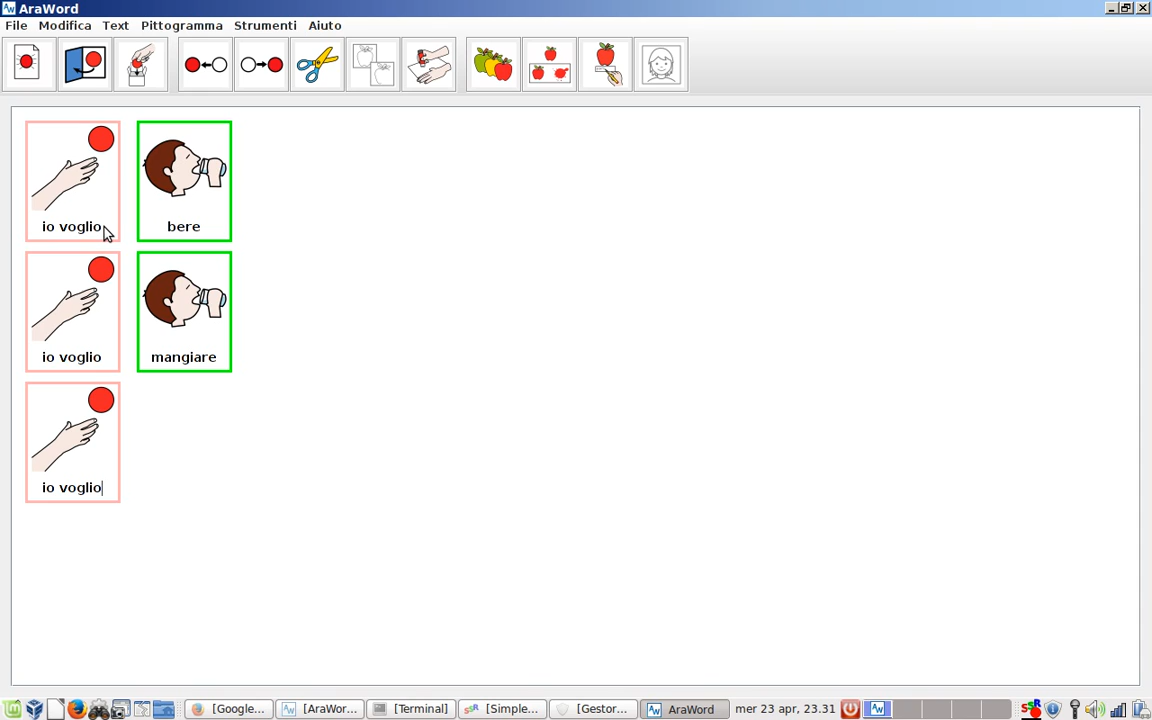 AraWord
File Modifica Text Pittogramma Strumenti Aiuto
io voglio bere
io voglio mangiare
io voglio
[Google... [AraWor... [Terminal] [Simple... [Gestor... AraWord mer 23 apr, 23.31